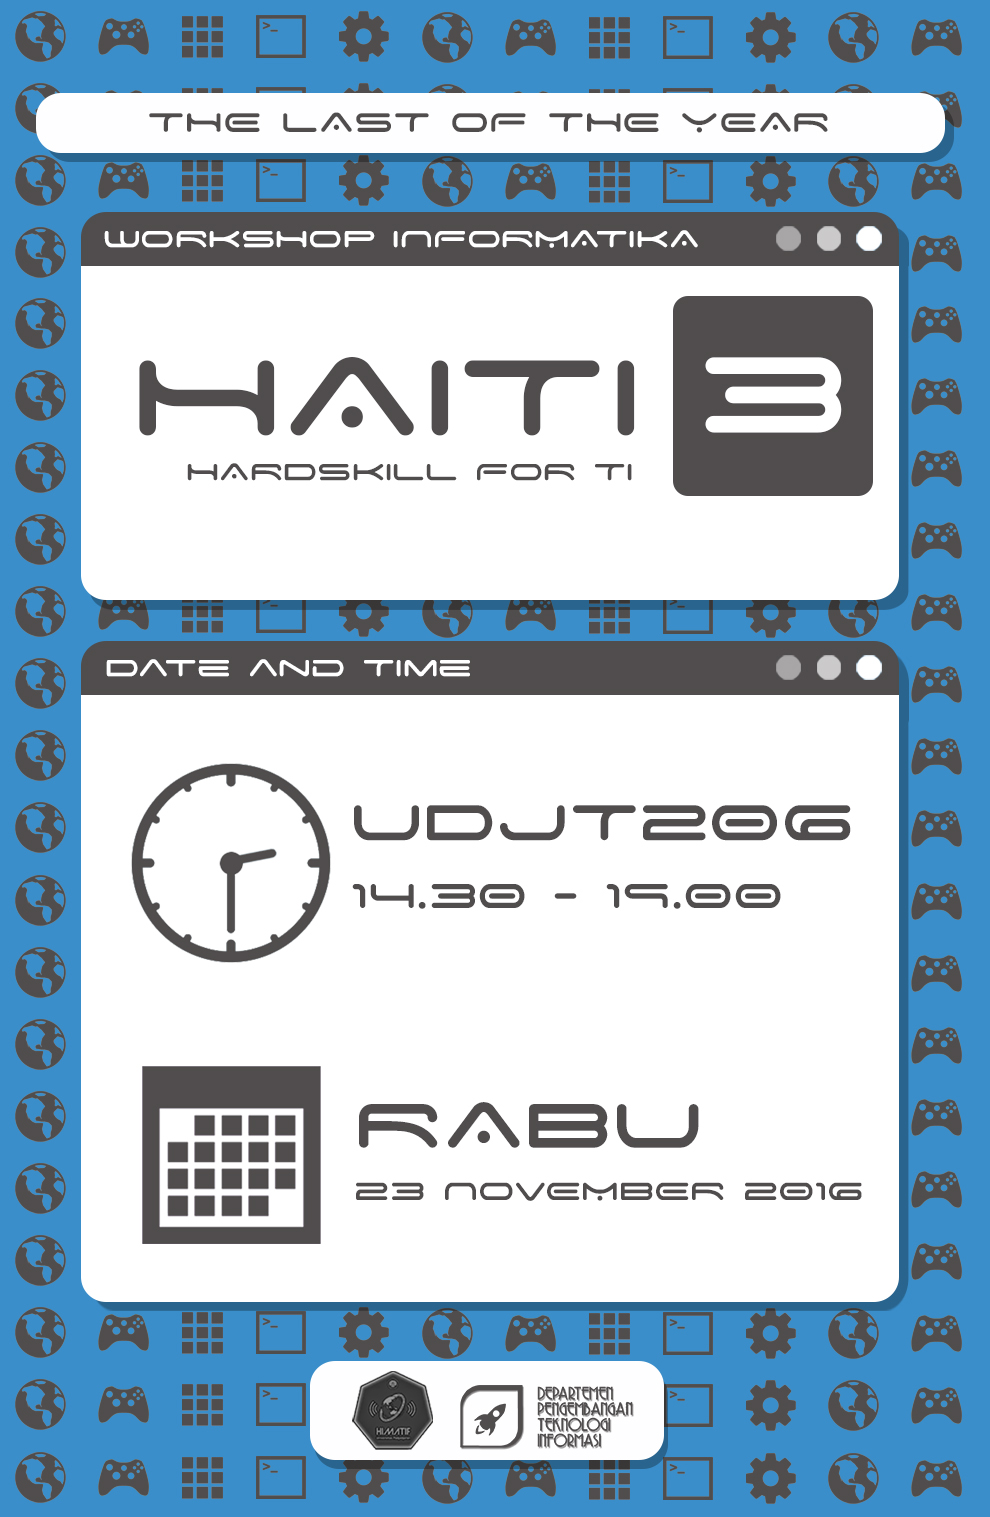 THE LAST OF THE YEAR
WORKSHOP INFORMATIKA
HAITI 3
HARDSKILL FOR TI
DATE AND TIME
UDJT206
14.30 - 19.00
RABU
23 NOVEMBER 2016
HIMATIF
DEPARTEMEN
PENGEMBANGAN
TEKNOLOGI
INFORMASI